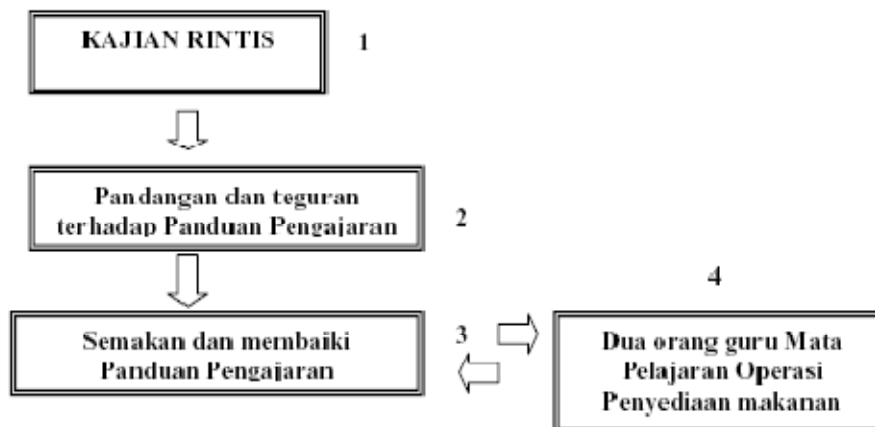 KAJIAN RINTIS
1
Pandangan dan teguran
terhadap Panduan Pengajaran
2
Semakan dan membaiki
Panduan Pengajaran
3
4
Dua orang guru Mata
Pelajaran Operasi
Penyediaan makanan